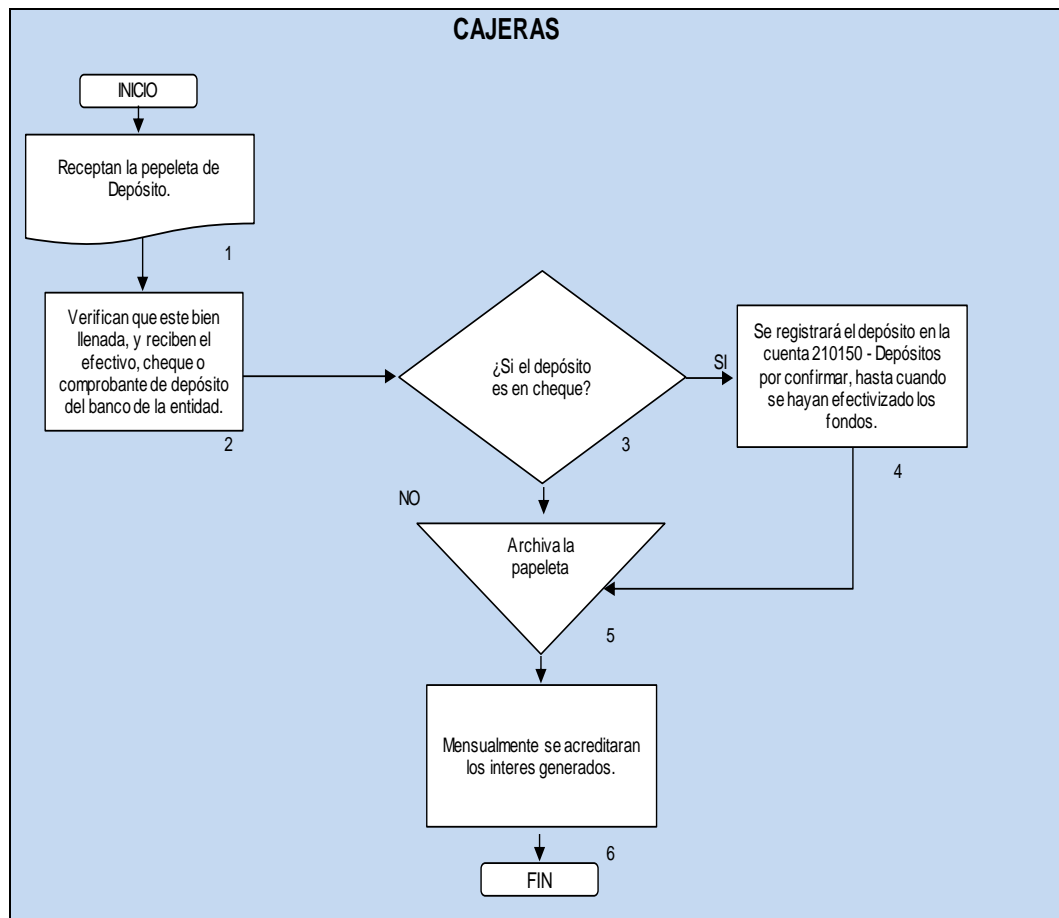 CAJERAS
INICIO
Receptan la pepeleta de
Depósito.
1
Verifican que este bien
llenada, y reciben el
efectivo, cheque o
comprobante de depósito
del banco de la entidad.
2
¿Si el depósito
es en cheque?
3
SI
Se registrará el depósito en la
cuenta 210150 - Depósitos
por confirmar, hasta cuando
se hayan efectivizado los
fondos.
4
NO
Archiva la
papeleta
5
Mensualmente se acreditaran
los interes generados.
6
FIN